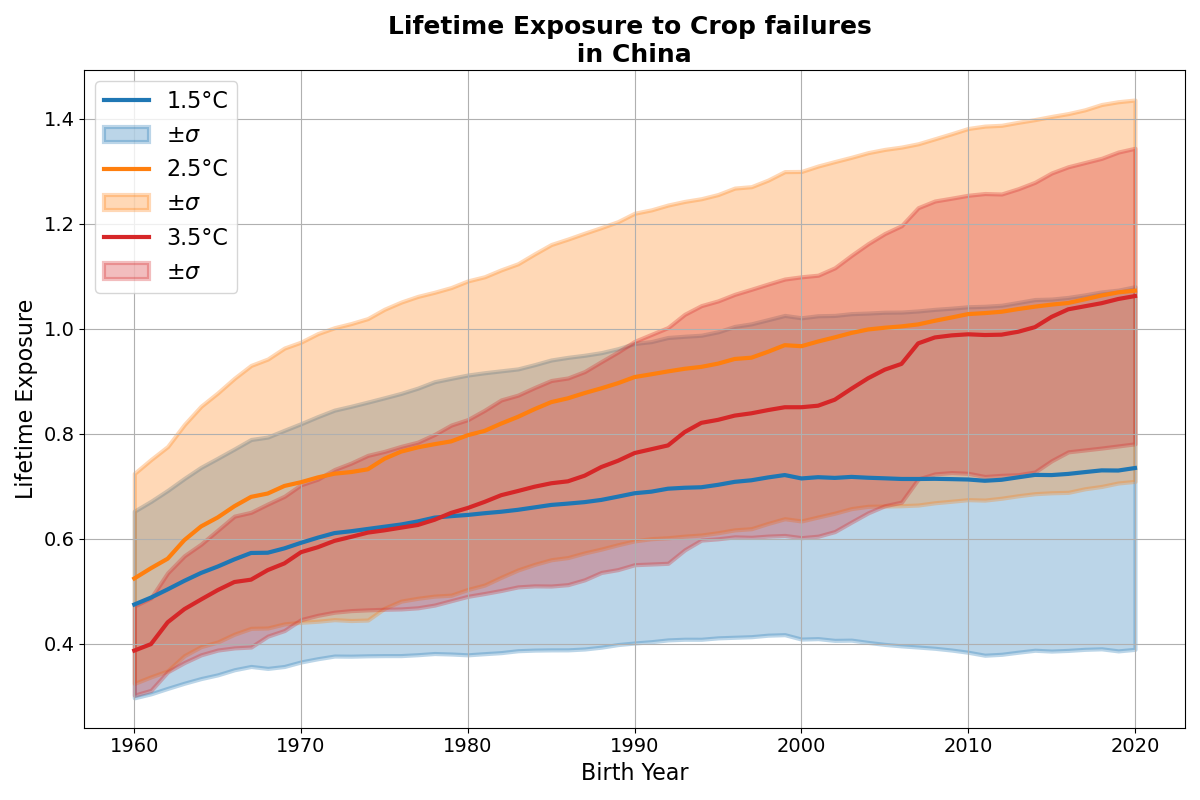 Lifetime Exposure to Crop failures
in China
1.5°C
±σ
2.5°C
±σ
3.5°C
±σ
Lifetime Exposure
1.4
1.2
1.0
0.8
0.6
0.4
1960 1970 1980 1990 2000 2010 2020
Birth Year